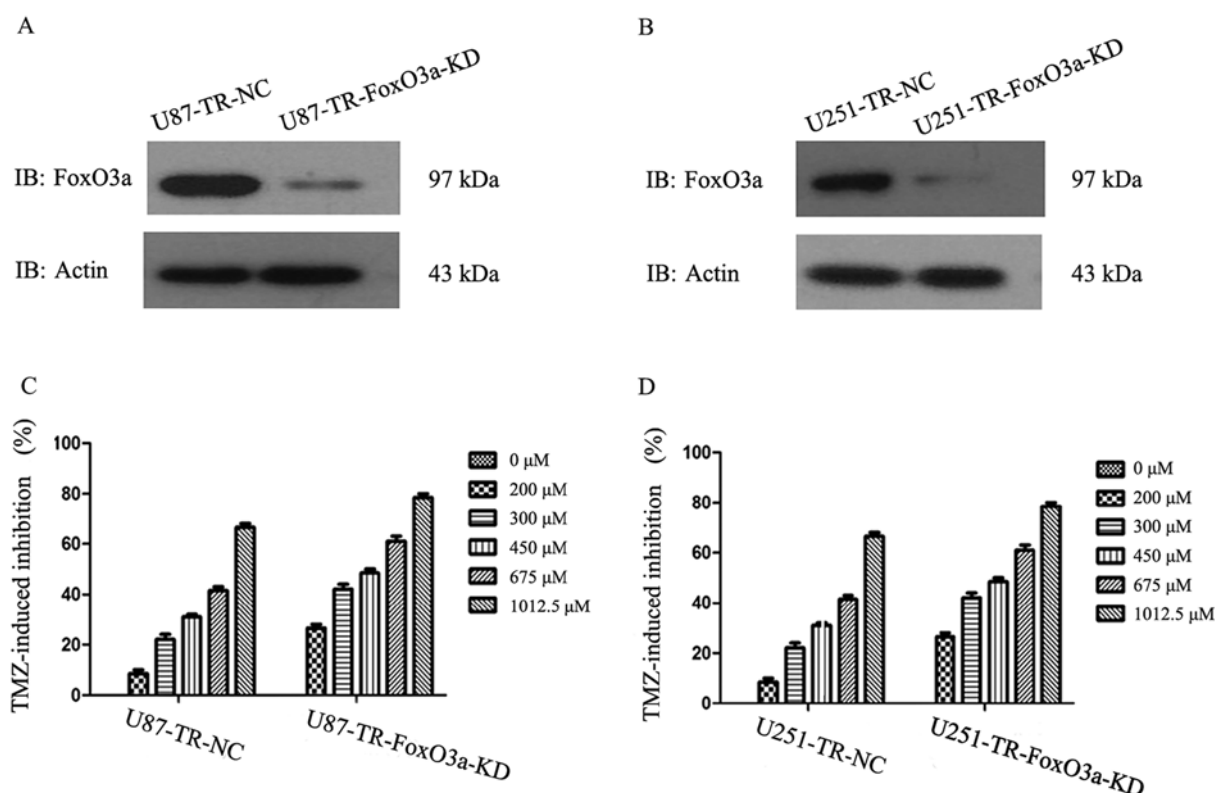 A
U87-TR-NC
U87-TR-FoxO3a-KD
IB: FoxO3a
97 kDa
IB: Actin
43 kDa
B
U251-TR-NC
U251-TR-FoxO3a-KD
IB: FoxO3a
97 kDa
IB: Actin
43 kDa
C
TMZ-induced inhibition (%)
100
80
60
40
20
0
0 μM
200 μM
300 μM
450 μM
675 μM
1012.5 μM
U87-TR-NC
U87-TR-FoxO3a-KD
D
TMZ-induced inhibition (%)
100
80
60
40
20
0
0 μM
200 μM
300 μM
450 μM
675 μM
1012.5 μM
U251-TR-NC
U251-TR-FoxO3a-KD